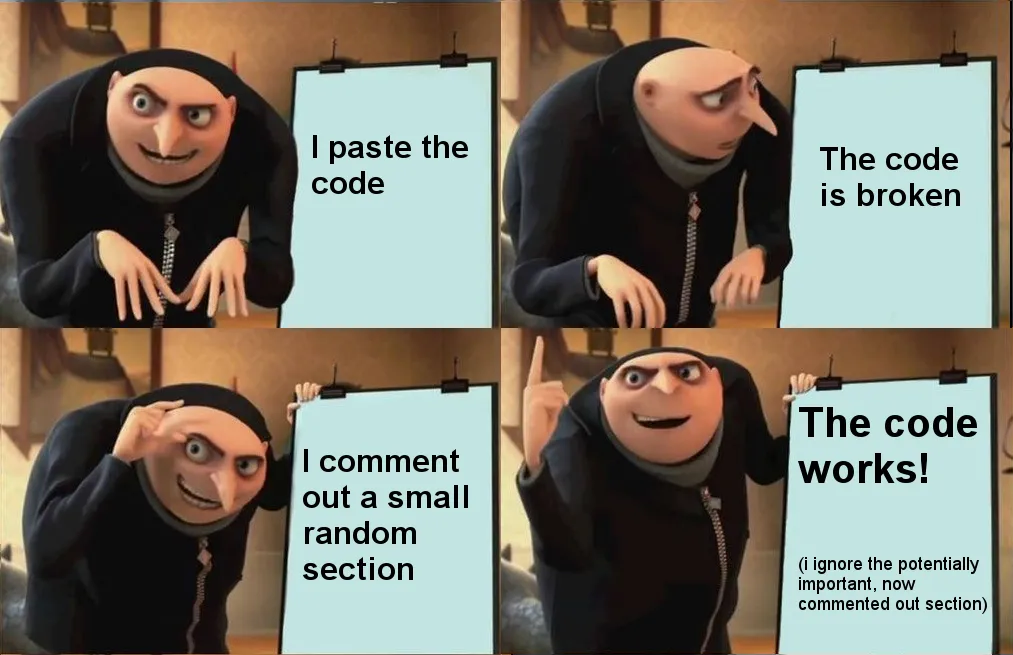 I paste the
code
The code
is broken
I comment
out a small
random
section
The code
works!
(i ignore the potentially
important, now
commented out section)